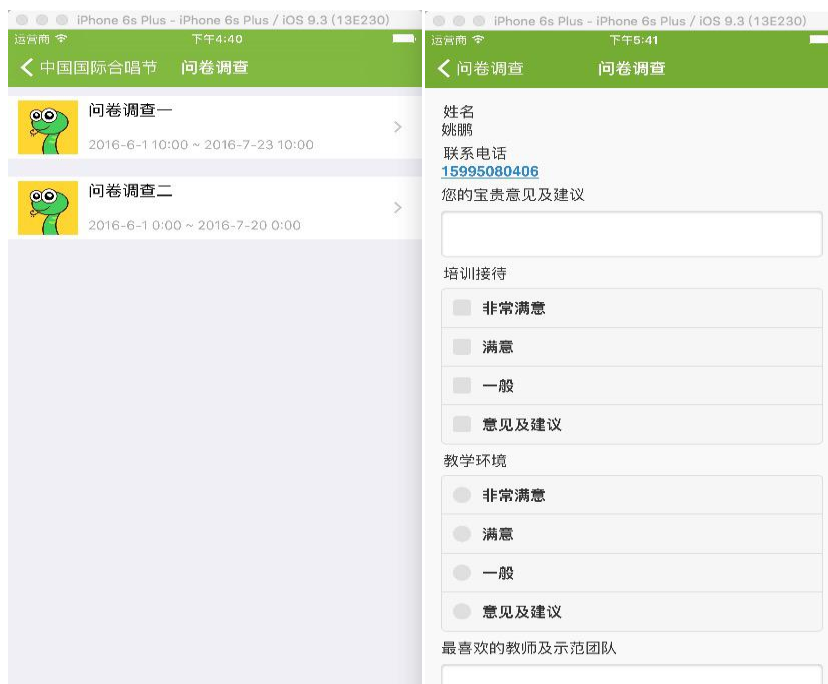 iPhone 6s Plus - iPhone 6s Plus / iOS 9.3 (13E230)
运营商 下午4:40
中国国际合唱节 问卷调查
问卷调查一
2016-6-1 10:00 ~ 2016-7-23 10:00
问卷调查二
2016-6-1 0:00 ~ 2016-7-20 0:00
iPhone 6s Plus - iPhone 6s Plus / iOS 9.3 (13E230)
运营商 下午5:41
问卷调查 问卷调查
姓名
姚鹏
联系电话
15995080406
您的宝贵意见及建议
培训接待
非常满意
满意
一般
意见及建议
教学环境
非常满意
满意
一般
意见及建议
最喜欢的教师及示范团队